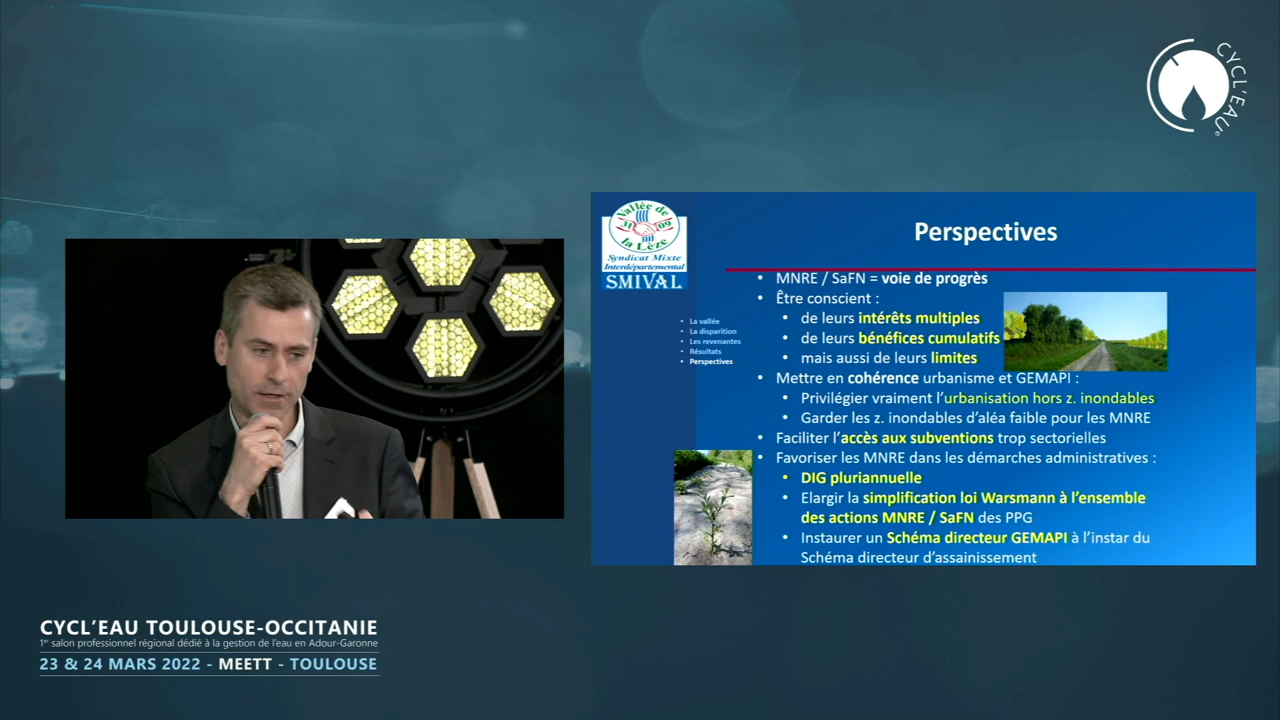 CYCL'EAU
Vallée de
31 09
la Lèze
Syndicat Mixte
Interdépartemental
SMIVAL
• La vallée
• La disparition
• Les revenantes
• Résultats
• Perspectives
Perspectives
• MNRE / SaFN = voie de progrès
• Être conscient :
• de leurs intérêts multiples
• de leurs bénéfices cumulatifs
• mais aussi de leurs limites
• Mettre en cohérence urbanisme et GEMAPI :
• Privilégier vraiment l'urbanisation hors z. inondables
• Garder les z. inondables d'aléa faible pour les MNRE
• Faciliter l'accès aux subventions trop sectorielles
• Favoriser les MNRE dans les démarches administratives :
• DIG pluriannuelle
• Elargir la simplification loi Warsmann à l'ensemble
des actions MNRE / SaFN des PPG
• Instaurer un Schéma directeur GEMAPI à l'instar du
Schéma directeur d'assainissement
CYCL'EAU TOULOUSE-OCCITANIE
1er salon professionnel régional dédié à la gestion de l'eau en Adour-Garonne
23 & 24 MARS 2022 - MEETT - TOULOUSE